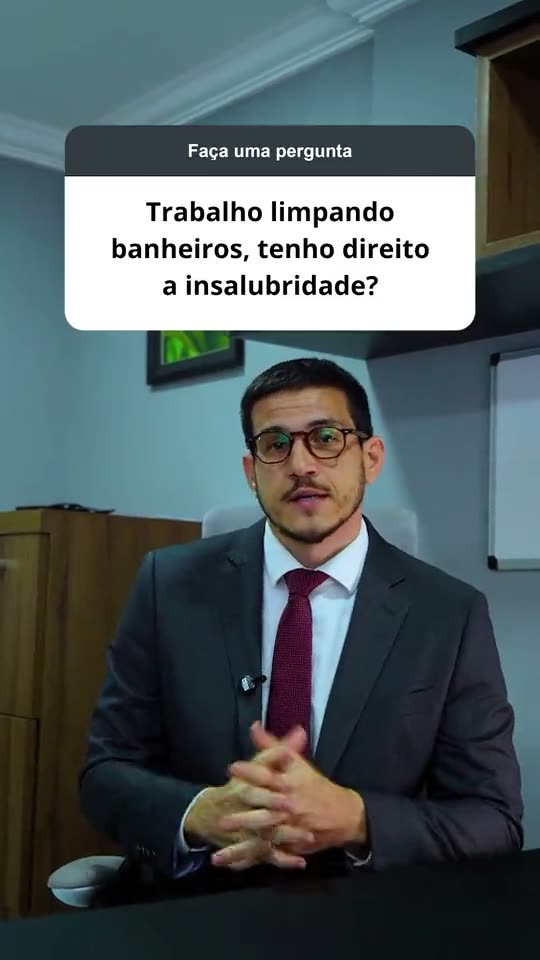 Faça uma pergunta
Trabalho limpando
banheiros, tenho direito
a insalubridade?